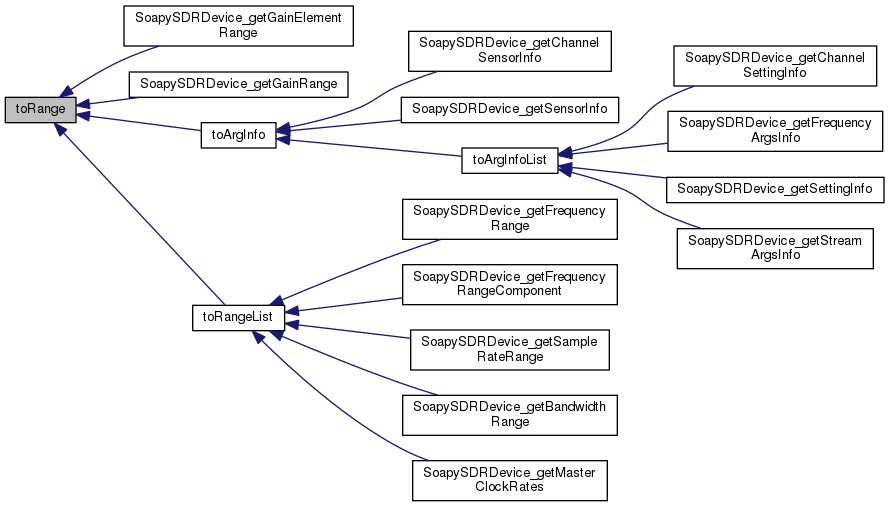 SoapySDRDevice_getGainElement
Range
SoapySDRDevice_getGainRange
toRange
toArgInfo
SoapySDRDevice_getChannel
SensorInfo
SoapySDRDevice_getSensorInfo
toArgInfoList
SoapySDRDevice_getChannel
SettingInfo
SoapySDRDevice_getFrequency
ArgsInfo
SoapySDRDevice_getSettingInfo
SoapySDRDevice_getStream
ArgsInfo
toRangeList
SoapySDRDevice_getFrequency
Range
SoapySDRDevice_getFrequency
RangeComponent
SoapySDRDevice_getSample
RateRange
SoapySDRDevice_getBandwidth
Range
SoapySDRDevice_getMaster
ClockRates